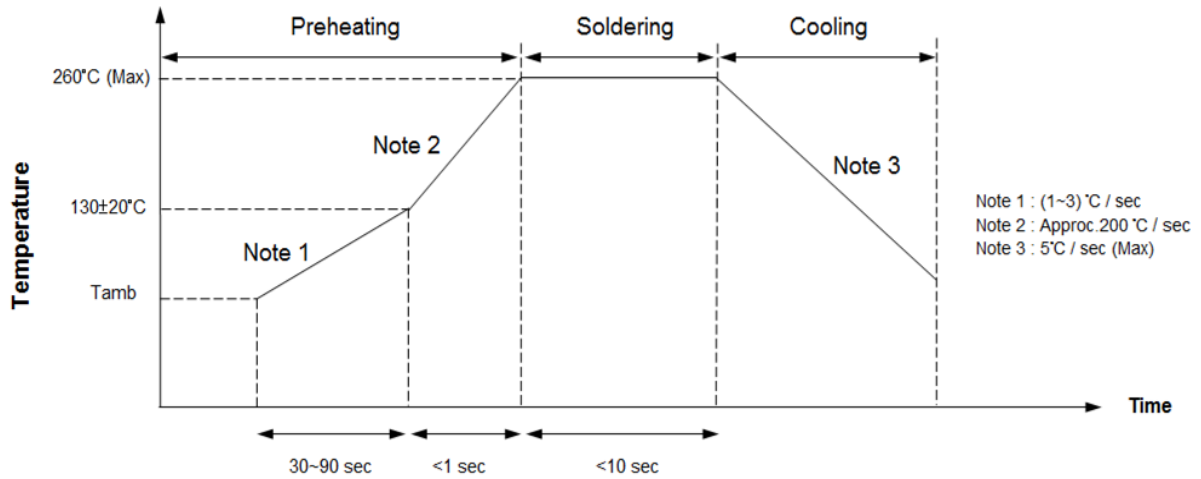 Preheating
Soldering
Cooling
260°C (Max)
Note 2
Note 3
130±20°C
Note 1 : (1~3) °C / sec
Note 2 : Approc.200 °C / sec
Note 3 : 5°C / sec (Max)
Note 1
Tamb
Temperature
Time
30~90 sec
<1 sec
<10 sec